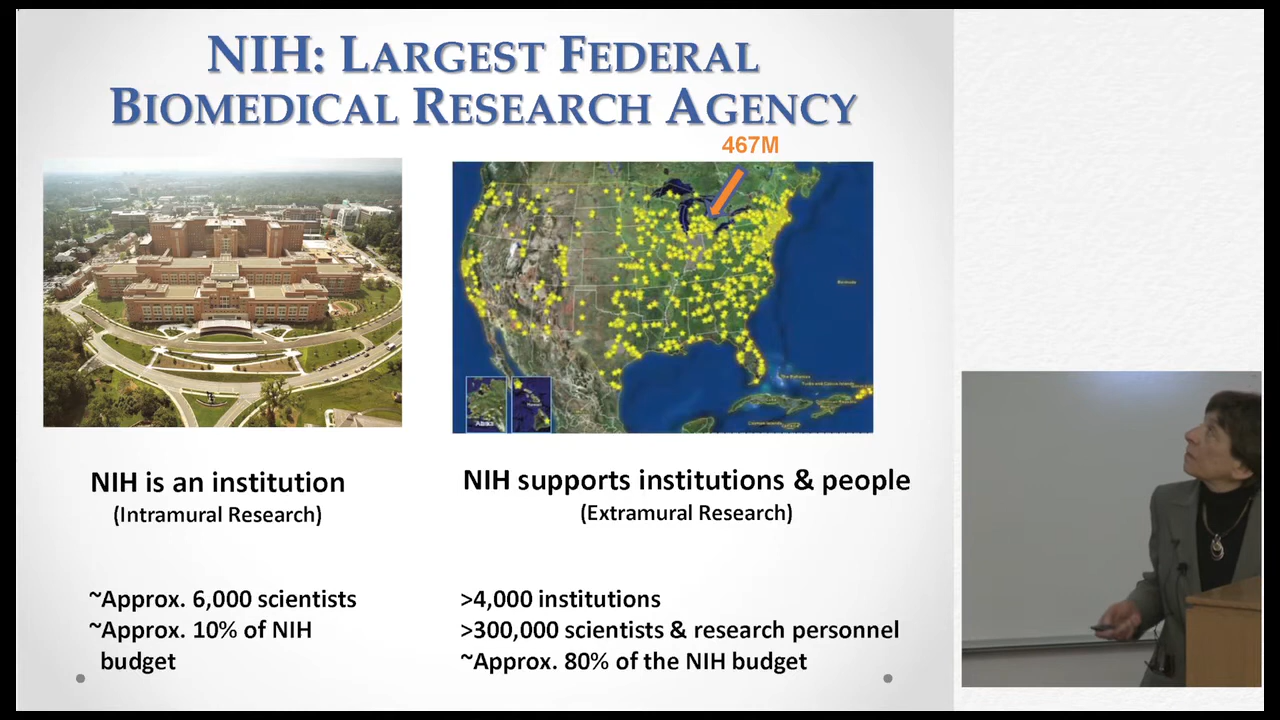 NIH: LARGEST FEDERAL
BIOMEDICAL RESEARCH AGENCY
467M
NIH is an institution
(Intramural Research)
NIH supports institutions & people
(Extramural Research)
~Approx. 6,000 scientists
~Approx. 10% of NIH
budget
>4,000 institutions
>300,000 scientists & research personnel
~Approx. 80% of the NIH budget